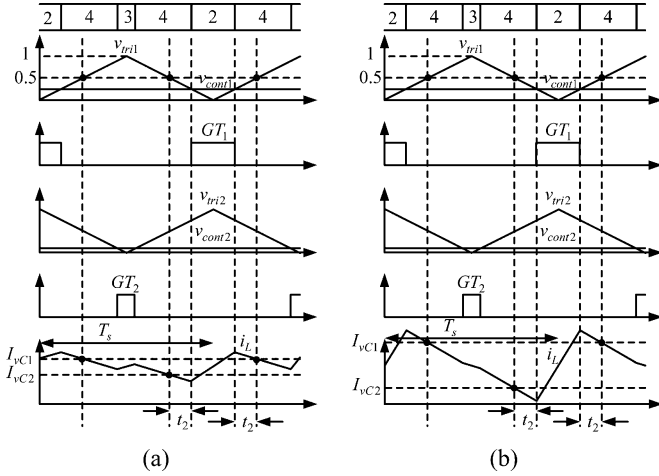 2 4 3 4 2 4
1
0.5
v_tri1
v_cont1
GT_1
v_tri2
v_cont2
GT_2
T_s
I_vC1
I_vC2
i_L
t_2 t_2
(a)
2 4 3 4 2 4
1
0.5
v_tri1
v_cont1
GT_1
v_tri2
v_cont2
GT_2
T_s
I_vC1
I_vC2
i_L
t_2 t_2
(b)